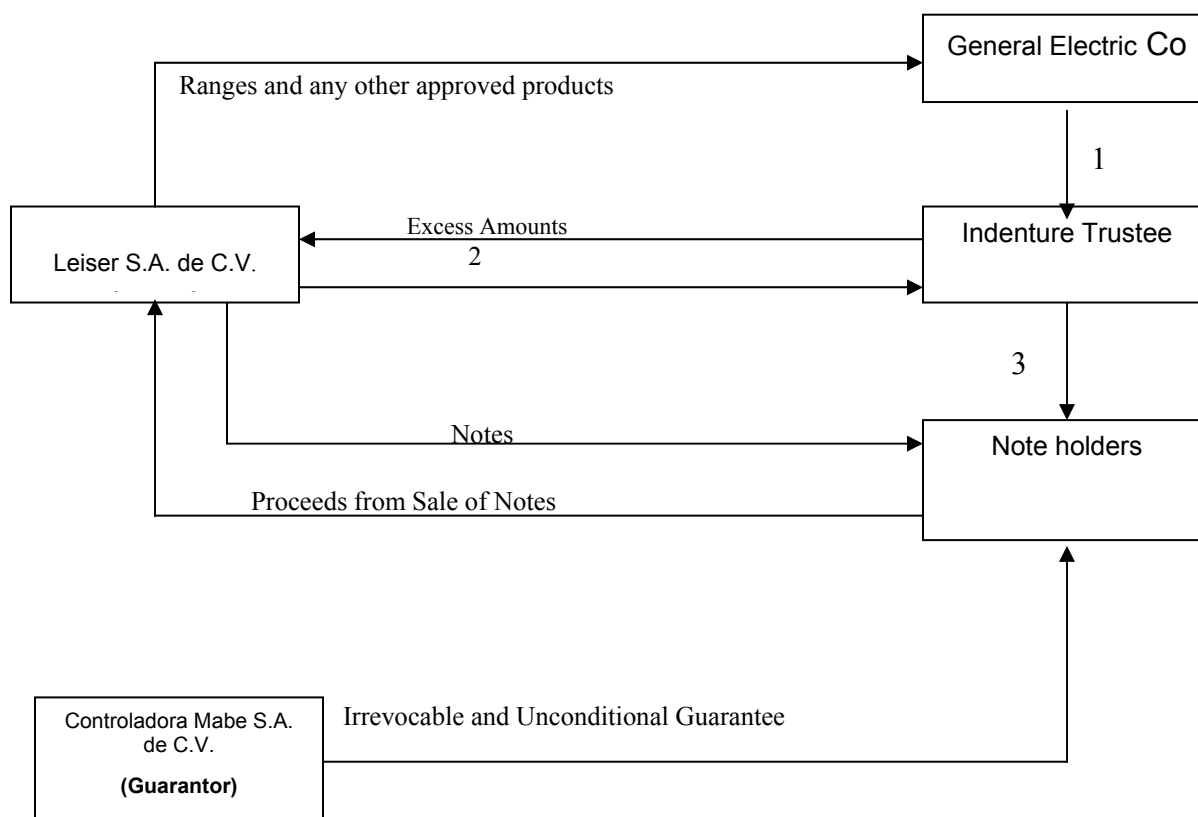 General Electric Co
Ranges and any other approved products
1
Excess Amounts
2
Indenture Trustee
Leiser S.A. de C.V.
3
Notes
Note holders
Proceeds from Sale of Notes
Controladora Mabe S.A.
de C.V.
(Guarantor)
Irrevocable and Unconditional Guarantee